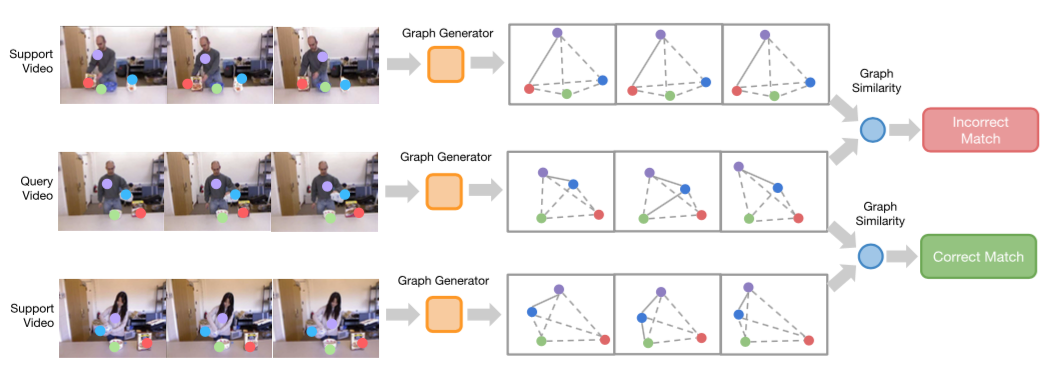 Support
Video
Graph Generator
Graph
Similarity
Incorrect
Match
Query
Video
Graph Generator
Graph
Similarity
Correct Match
Support
Video
Graph Generator